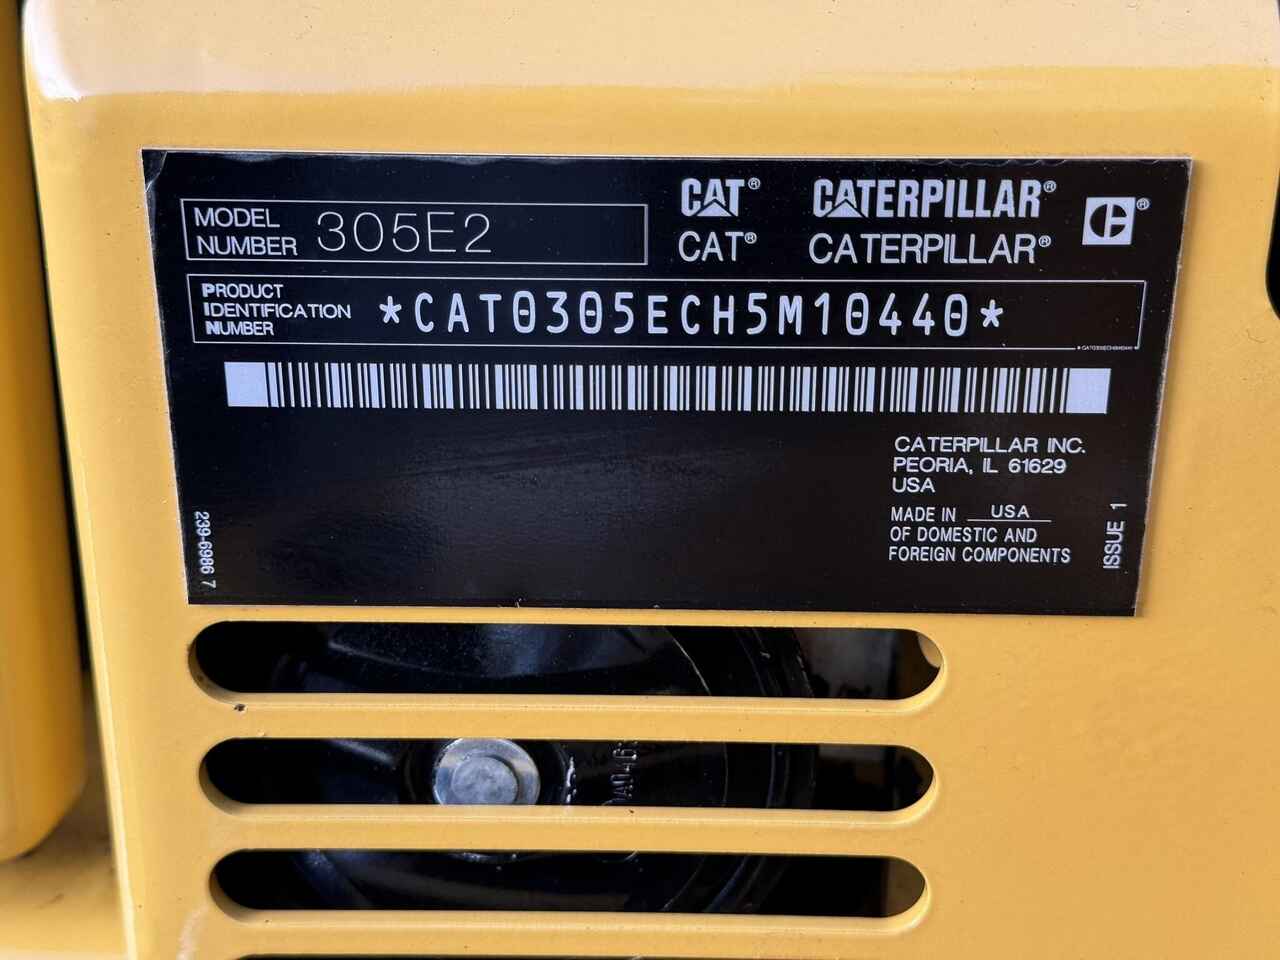 MODEL
NUMBER 305E2
CAT® CATERPILLAR®
CAT® CATERPILLAR®
PRODUCT
IDENTIFICATION
NUMBER
*CAT0305ECH5M10440*
CATERPILLAR INC.
PEORIA, IL 61629
USA
MADE IN USA
OF DOMESTIC AND
FOREIGN COMPONENTS
239-6986 7
ISSUE 1